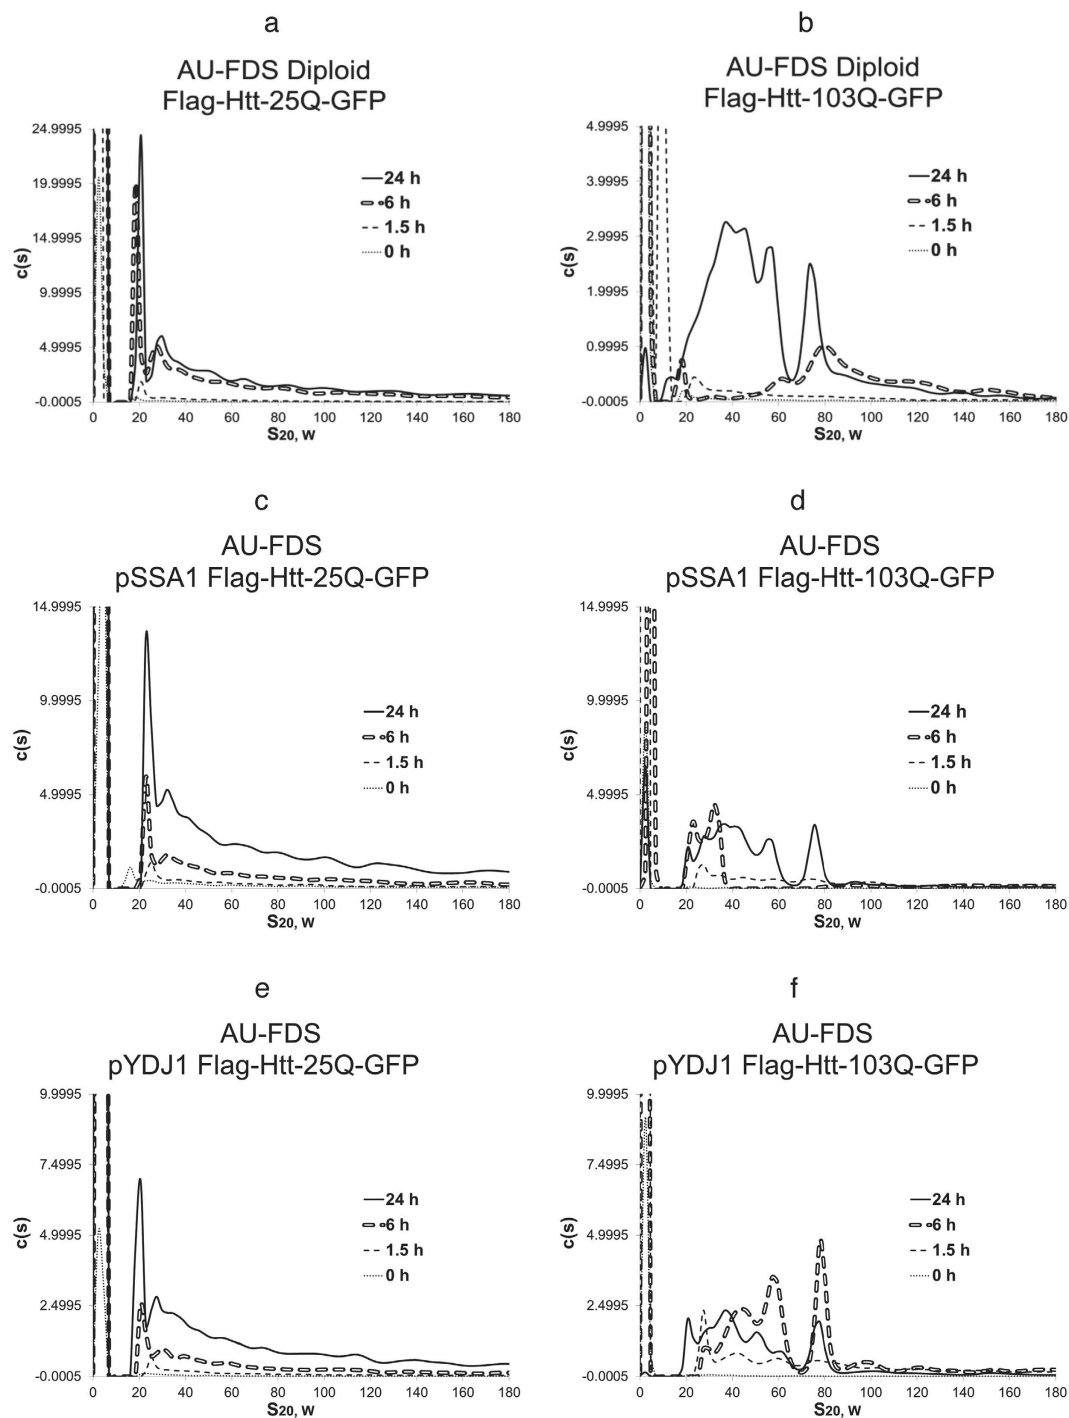 a
AU-FDS Diploid
Flag-Htt-25Q-GFP
24.9995
19.9995
14.9995
9.9995
4.9995
-0.0005
c(s)
24 h
6 h
1.5 h
0 h
0 20 40 60 80 100 120 140 160 180
S20, W
b
AU-FDS Diploid
Flag-Htt-103Q-GFP
4.9995
3.9995
2.9995
1.9995
0.9995
-0.0005
c(s)
24 h
6 h
1.5 h
0 h
0 20 40 60 80 100 120 140 160 180
S20, W
c
AU-FDS
pSSA1 Flag-Htt-25Q-GFP
14.9995
9.9995
4.9995
-0.0005
c(s)
24 h
6 h
1.5 h
0 h
0 20 40 60 80 100 120 140 160 180
S20, W
d
AU-FDS
pSSA1 Flag-Htt-103Q-GFP
14.9995
9.9995
4.9995
-0.0005
c(s)
24 h
6 h
1.5 h
0 h
0 20 40 60 80 100 120 140 160 180
S20, W
e
AU-FDS
pYDJ1 Flag-Htt-25Q-GFP
9.9995
7.4995
4.9995
2.4995
-0.0005
c(s)
24 h
6 h
1.5 h
0 h
0 20 40 60 80 100 120 140 160 180
S20, W
f
AU-FDS
pYDJ1 Flag-Htt-103Q-GFP
9.9995
7.4995
4.9995
2.4995
-0.0005
c(s)
24 h
6 h
1.5 h
0 h
0 20 40 60 80 100 120 140 160 180
S20, W